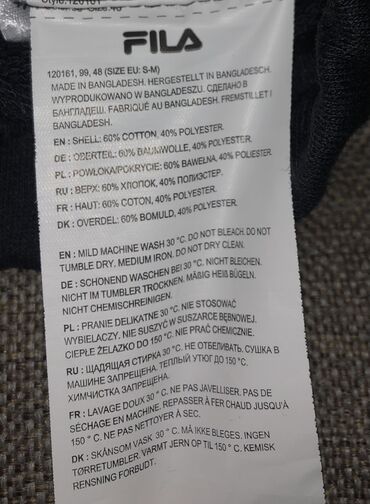 Style:120161
FILA
120161, 99, 48 (SIZE EU: S-M)
MADE IN BANGLADESH. HERGESTELLT IN BANGLADESCH.
WYPRODUKOWANO W BANGLADESZU. СДЕЛАНО В
БАНГЛАДЕШ. FABRIQUÉ AU BANGLADESH. FREMSTILLET I
BANGLADESH.
EN : SHELL: 60% COTTON, 40% POLYESTER.
DE : OBERTEIL: 60% BAUMWOLLE, 40% POLYESTER.
PL : POWŁOKA/POKRYCIE: 60% BAWEŁNA, 40% POLIESTER.
RU : ВЕРХ: 60% ХЛОПОК, 40% ПОЛИЭСТЕР.
FR : HAUT: 60% COTON, 40% POLYESTER.
DK : OVERDEL: 60% BOMULD, 40% POLYESTER.
EN : MILD MACHINE WASH 30 °C. DO NOT BLEACH. DO NOT
TUMBLE DRY. MEDIUM IRON. DO NOT DRY CLEAN.
DE : SCHONEND WASCHEN BEI 30 °C. NICHT BLEICHEN.
NICHT IM TUMBLER TROCKNEN. MÄßIG HEIß BÜGELN.
NICHT CHEMISCHREINIGEN.
PL : PRANIE DELIKATNE 30 °C. NIE STOSOWAĆ
WYBIELACZY. NIE SUSZYĆ W SUSZARCE BĘBNOWEJ.
CIEPŁE ŻELAZKO DO 150 °C. NIE PRAĆ CHEMICZNIE.
RU : ЩАДЯЩАЯ СТИРКА 30 °C. НЕ ОТБЕЛИВАТЬ. СУШКА В
МАШИНЕ ЗАПРЕЩЕНА. ТЕПЛЫЙ УТЮГ ДО 150 °C.
ХИМЧИСТКА ЗАПРЕЩЕНА.
FR : LAVAGE DOUX 30 °C. NE PAS JAVELLISER. PAS DE
SÉCHAGE EN MACHINE. REPASSER À FER CHAUD JUSQU'À
150 ° C. NE PAS NETTOYER À SEC.
DK : SKÅNSOM VASK 30 °C. MÅ IKKE BLEGES. INGEN
TØRRETUMBLER. VARMT JERN OP TIL 150 ° C. KEMISK
RENSNING FORBUDT.